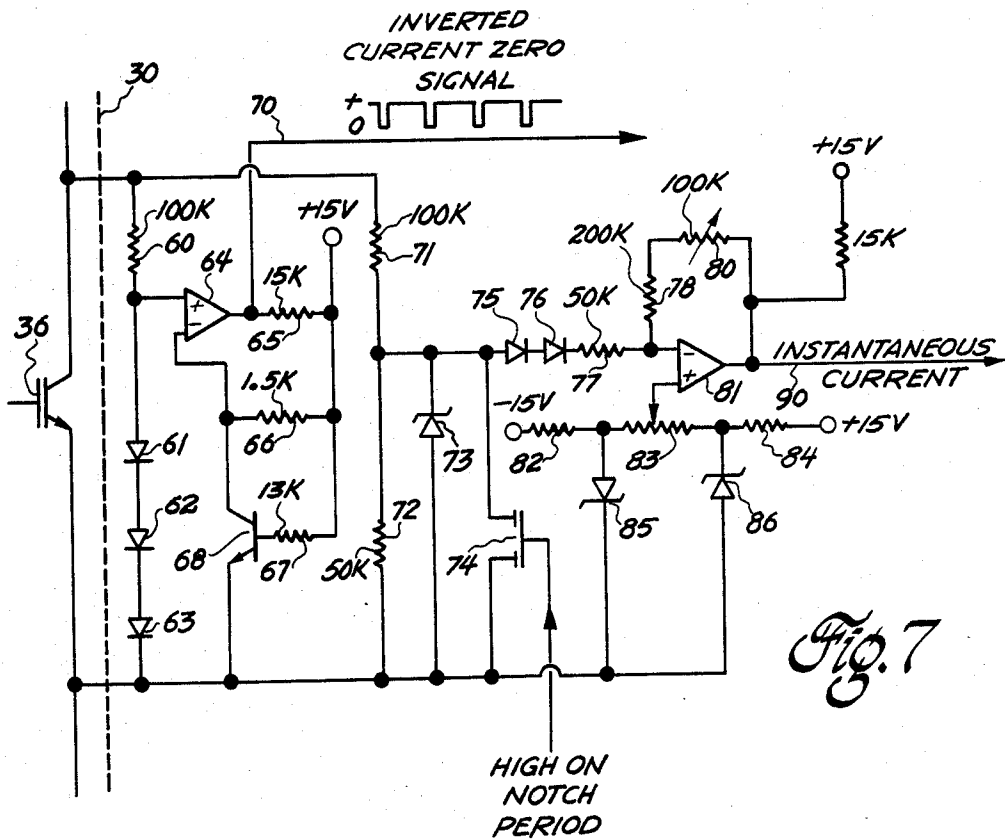 INVERTED
CURRENT ZERO
SIGNAL
30
70
+
0
+15V
100K
60
64
+
-
15K
65
100K
71
36
1.5K
66
61
62
63
68
13K
67
72
50K
73
74
75
76
50K
77
200K
78
100K
80
+15V
15K
-
+
81
INSTANTANEOUS
CURRENT
90
-15V
82
83
84
+15V
85
86
HIGH ON
NOTCH
PERIOD
Fig. 7